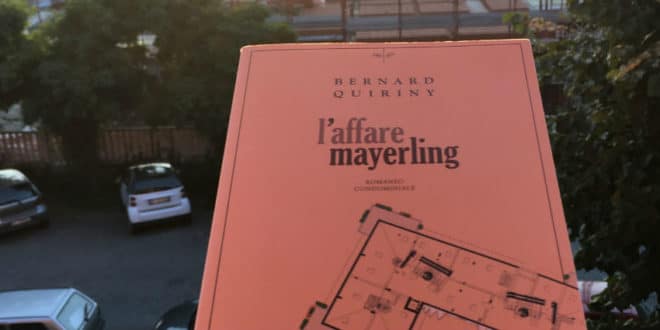 BERNARD
QUIRINY
l'affare
mayerling
ROMANZO
CONDOMINIALE